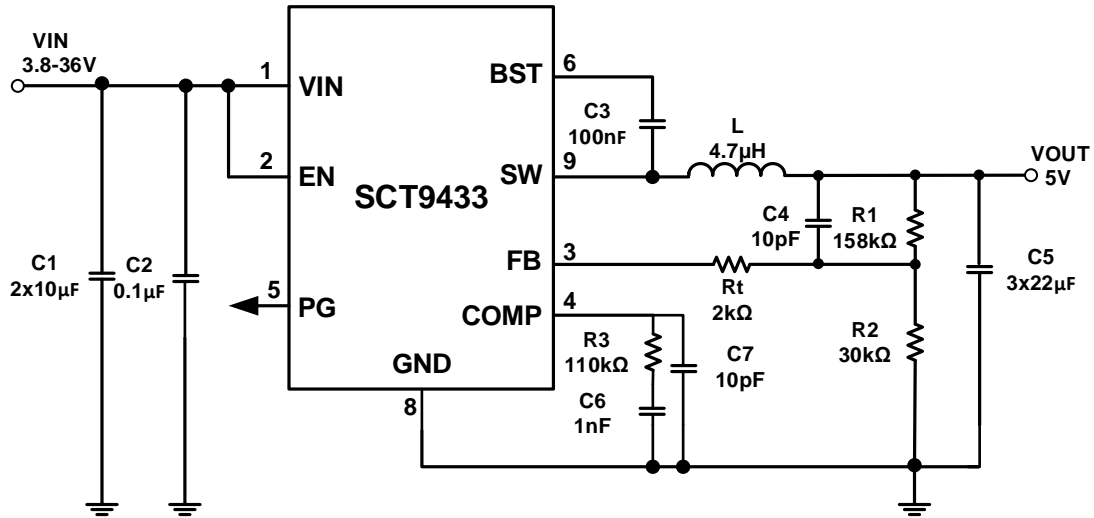 VIN
3.8-36V
1
VIN
2
EN
SCT9433
5
PG
GND
8
BST
6
SW
9
FB
3
COMP
4
C1
2x10μF
C2
0.1μF
C3
100nF
L
4.7μH
C4
10pF
R1
158kΩ
VOUT
5V
C5
3x22μF
Rt
2kΩ
R2
30kΩ
R3
110kΩ
C7
10pF
C6
1nF